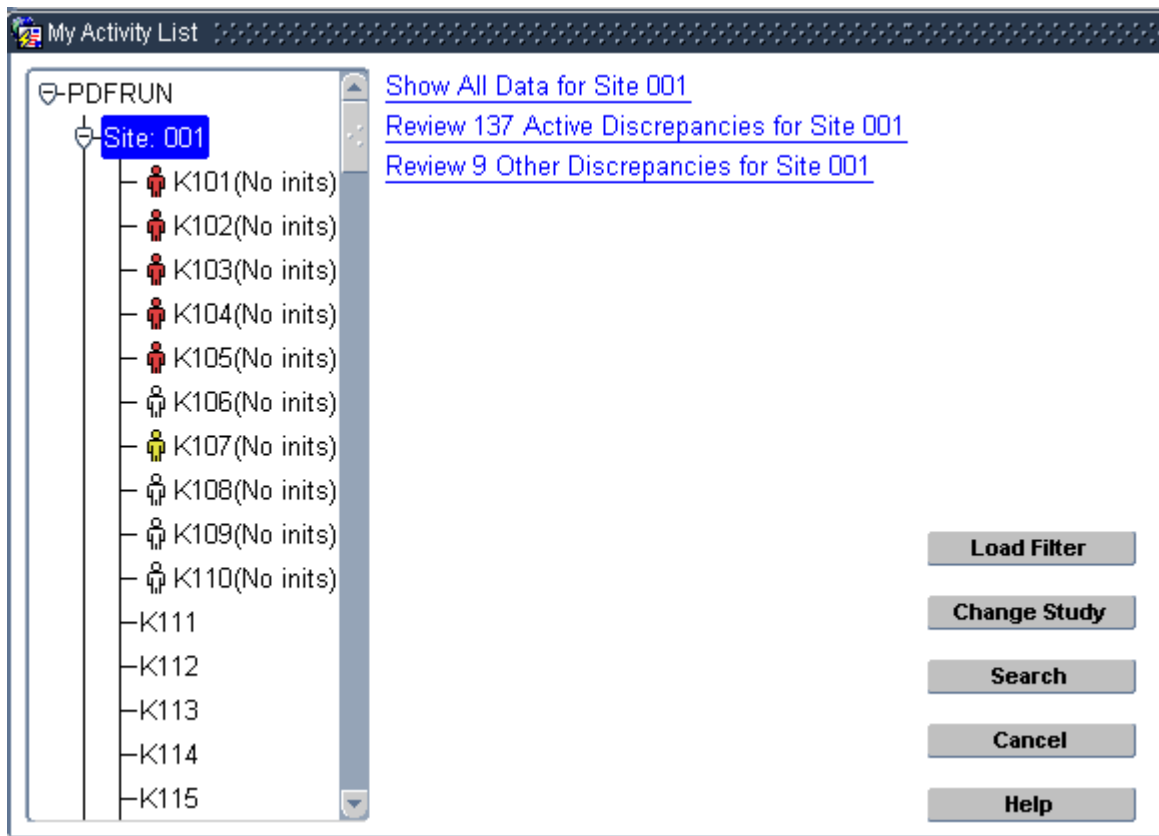 My Activity List
PDFRUN
Site: 001
K101(No inits)
K102(No inits)
K103(No inits)
K104(No inits)
K105(No inits)
K106(No inits)
K107(No inits)
K108(No inits)
K109(No inits)
K110(No inits)
K111
K112
K113
K114
K115
Show All Data for Site 001
Review 137 Active Discrepancies for Site 001
Review 9 Other Discrepancies for Site 001
Load Filter
Change Study
Search
Cancel
Help